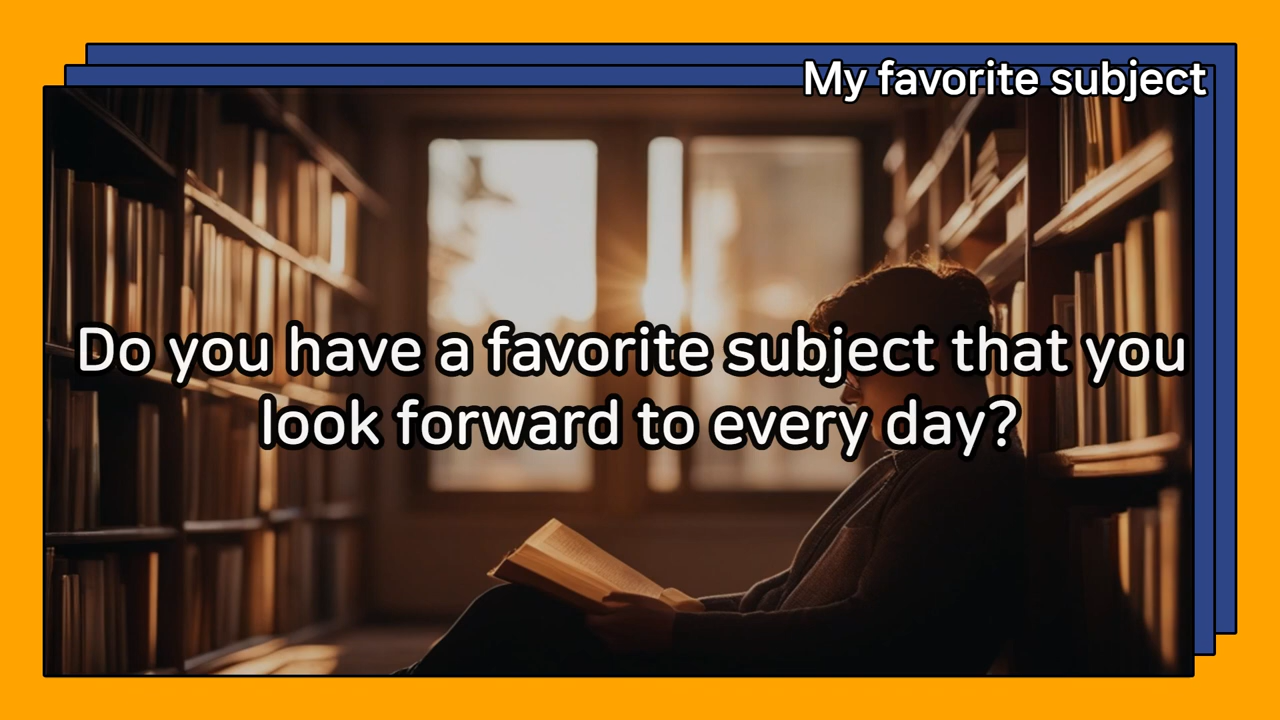 My favorite subject
Do you have a favorite subject that you
look forward to every day?